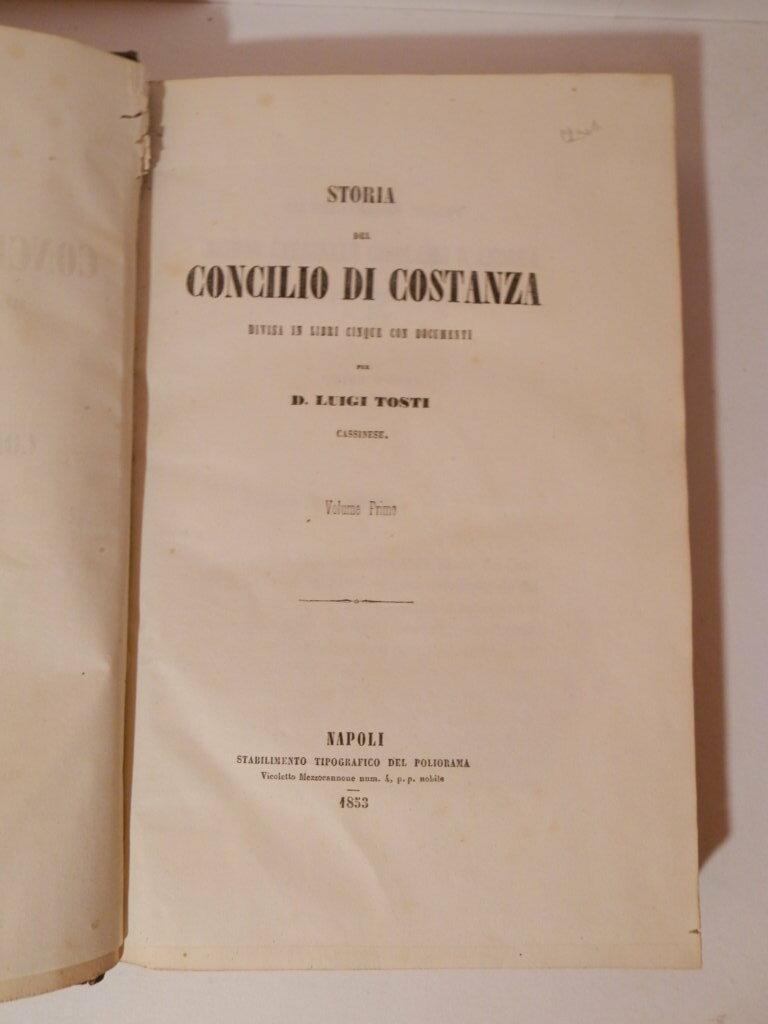 STORIA
DEL
CONCILIO DI COSTANZA
DIVISA IN LIBRI CINQUE CON DOCUMENTI
PER
D. LUIGI TOSTI
CASSINESE.
Volume Primo
NAPOLI
STABILIMENTO TIPOGRAFICO DEL POLIORAMA
Vicoletto Mezzocannone num. 4, p. p. nobile
1853